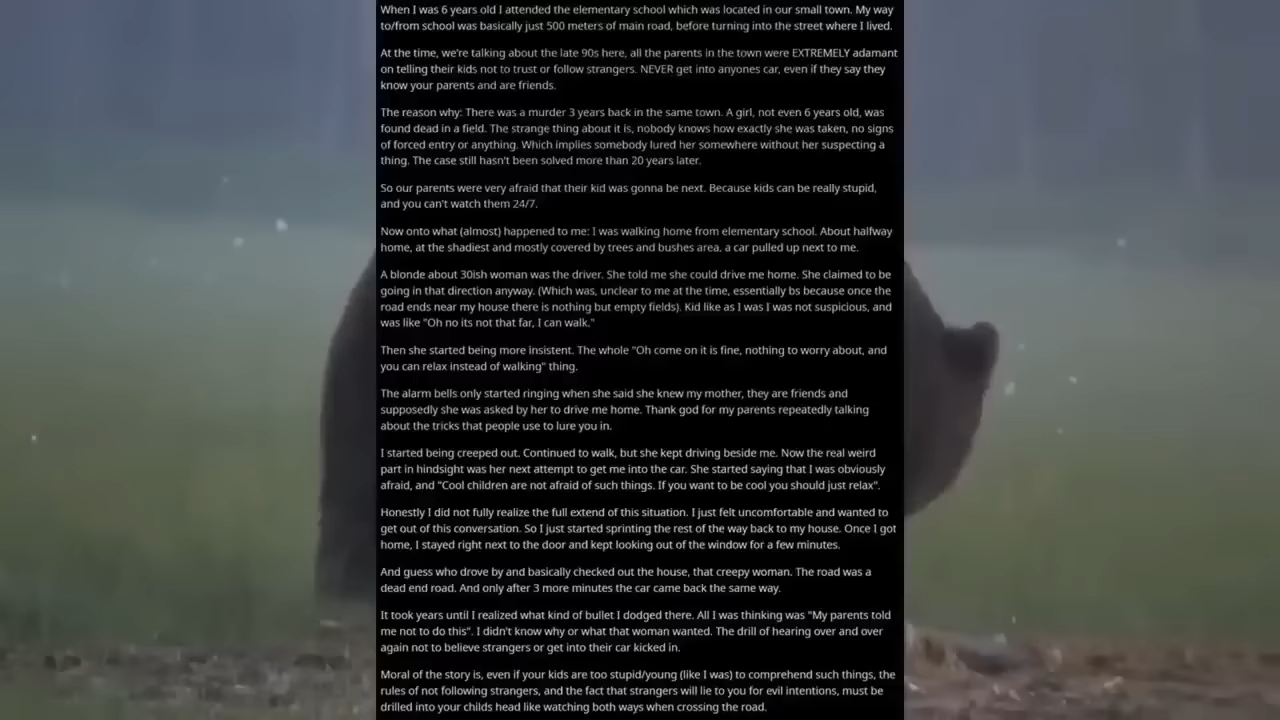 When I was 6 years old I attended the elementary school which was located in our small town. My way
to/from school was basically just 500 meters of main road, before turning into the street where I lived.
At the time, we're talking about the late 90s here, all the parents in the town were EXTREMELY adamant
on telling their kids not to trust or follow strangers. NEVER get into anyones car, even if they say they
know your parents and are friends.
The reason why: There was a murder 3 years back in the same town. A girl, not even 6 years old, was
found dead in a field. The strange thing about it is, nobody knows how exactly she was taken, no signs
of forced entry or anything. Which implies somebody lured her somewhere without her suspecting a
thing. The case still hasn't been solved more than 20 years later.
So our parents were very afraid that their kid was gonna be next. Because kids can be really stupid,
and you can't watch them 24/7.
Now onto what (almost) happened to me: I was walking home from elementary school. About halfway
home, at the shadiest and mostly covered by trees and bushes area, a car pulled up next to me.
A blonde about 30ish woman was the driver. She told me she could drive me home. She claimed to be
going in that direction anyway. (Which was, unclear to me at the time, essentially bs because once the
road ends near my house there is nothing but empty fields). Kid like as I was I was not suspicious, and
was like "Oh no its not that far, I can walk."
Then she started being more insistent. The whole "Oh come on it is fine, nothing to worry about, and
you can relax instead of walking" thing.
The alarm bells only started ringing when she said she knew my mother, they are friends and
supposedly she was asked by her to drive me home. Thank god for my parents repeatedly talking
about the tricks that people use to lure you in.
I started being creeped out. Continued to walk, but she kept driving beside me. Now the real weird
part in hindsight was her next attempt to get me into the car. She started saying that I was obviously
afraid, and "Cool children are not afraid of such things. If you want to be cool you should just relax".
Honestly I did not fully realize the full extend of this situation. I just felt uncomfortable and wanted to
get out of this conversation. So I just started sprinting the rest of the way back to my house. Once I got
home, I stayed right next to the door and kept looking out of the window for a few minutes.
And guess who drove by and basically checked out the house, that creepy woman. The road was a
dead end road. And only after 3 more minutes the car came back the same way.
It took years until I realized what kind of bullet I dodged there. All I was thinking was "My parents told
me not to do this". I didn't know why or what that woman wanted. The drill of hearing over and over
again not to believe strangers or get into their car kicked in.
Moral of the story is, even if your kids are too stupid/young (like I was) to comprehend such things, the
rules of not following strangers, and the fact that strangers will lie to you for evil intentions, must be
drilled into your childs head like watching both ways when crossing the road.